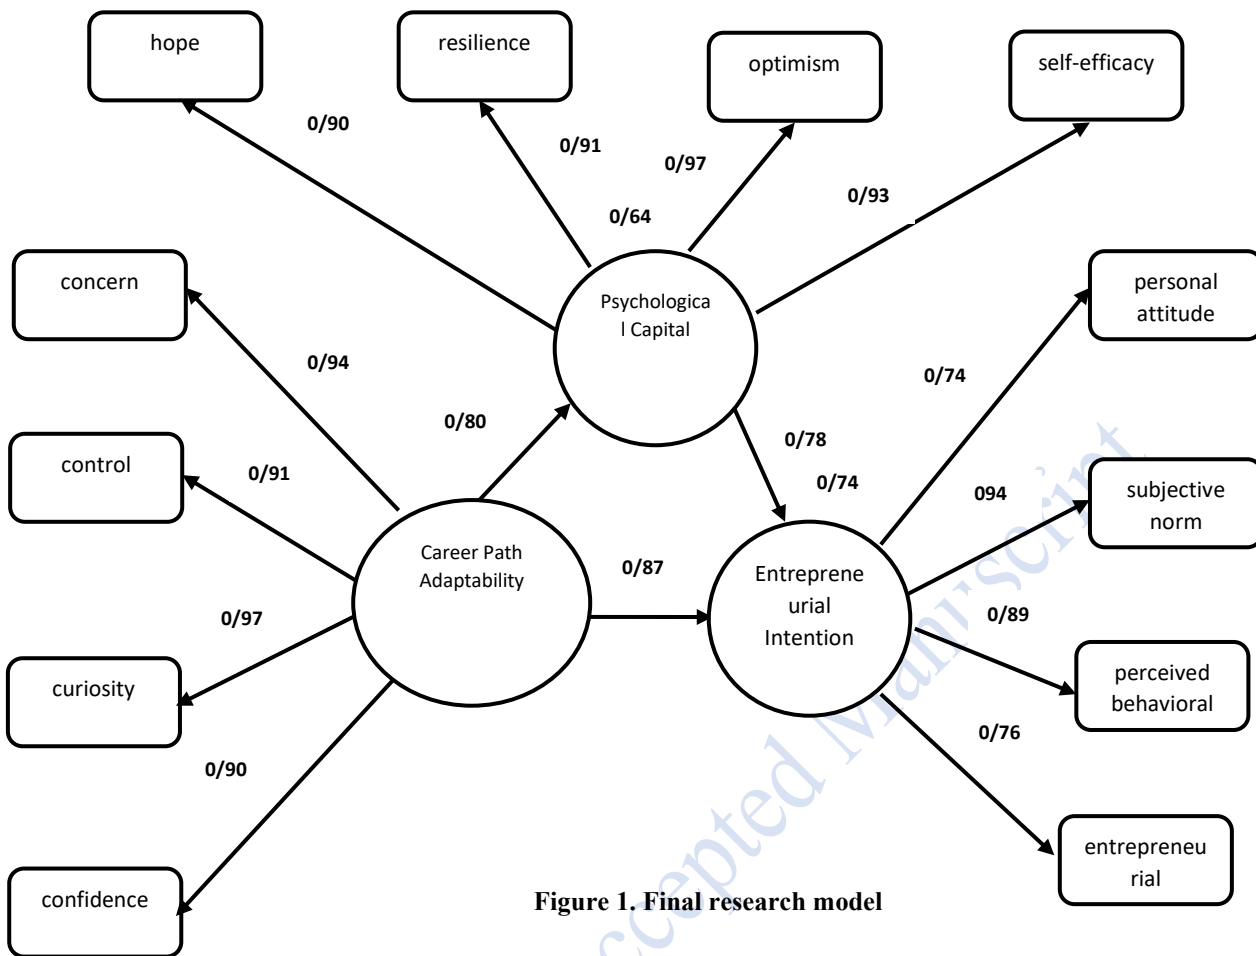 hope
resilience
optimism
self-efficacy
0/90
0/91
0/97
0/93
0/64
concern
Psychologica
l Capital
personal
attitude
0/94
0/74
0/80
control
0/91
0/78
0/74
094
subjective
norm
Career Path
Adaptability
0/87
Entreprene
urial
Intention
0/97
0/89
curiosity
perceived
behavioral
0/90
0/76
confidence
entrepreneu
rial
Figure 1. Final research model
Accepted Manuscript